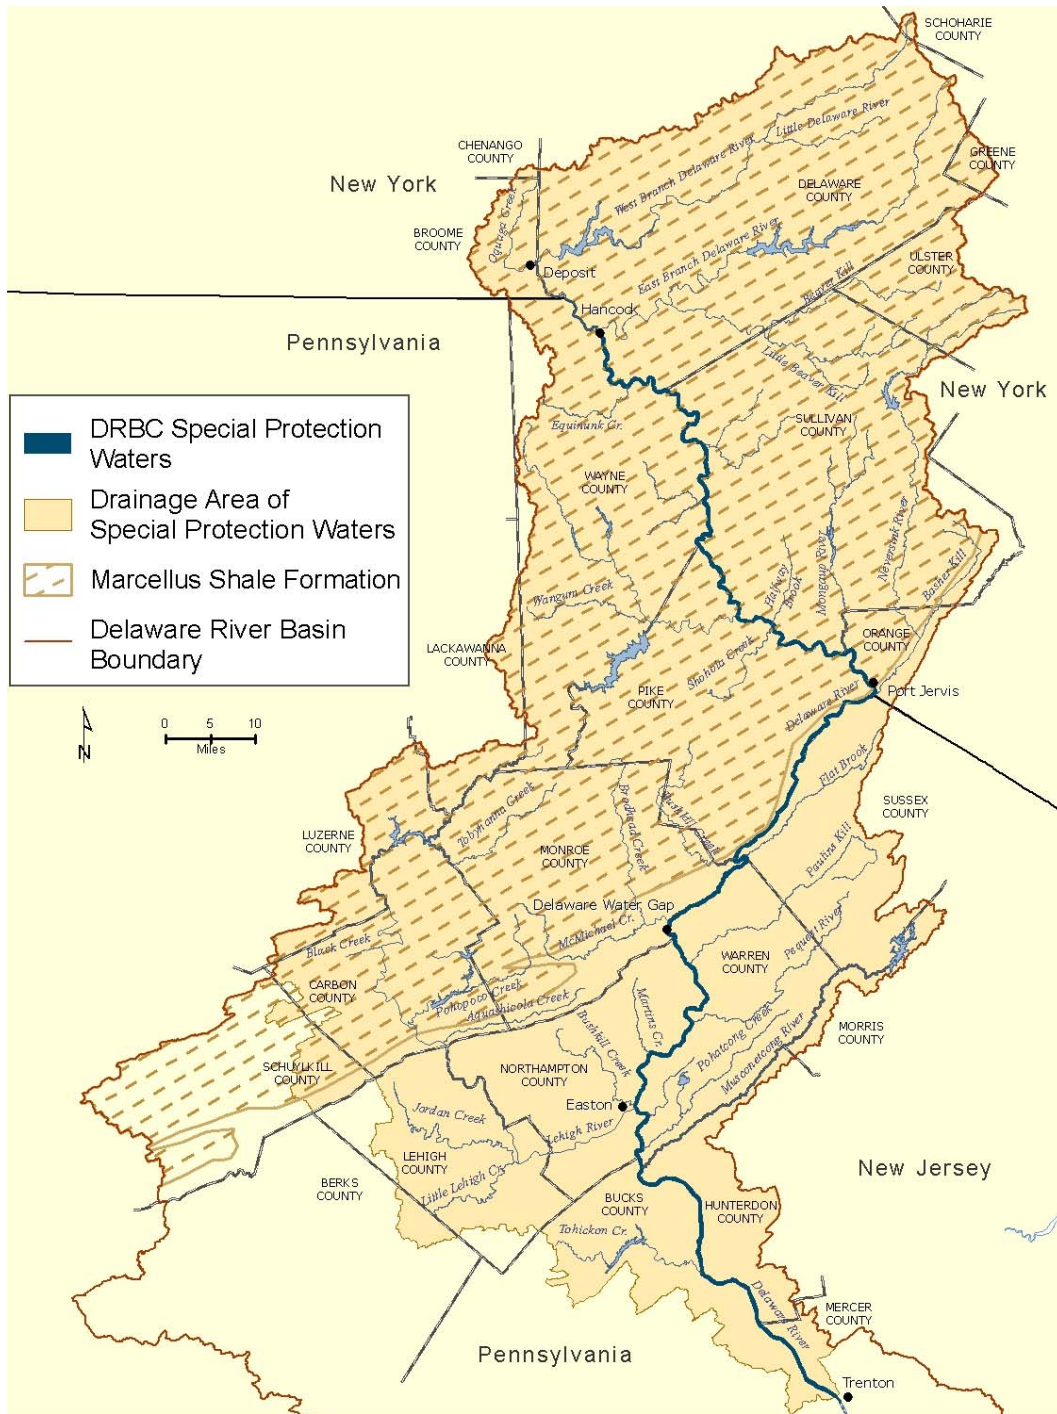 SCHOHARIE
COUNTY
Little Delaware River
CHENANGO
COUNTY
GREENE
COUNTY
New York
West Branch Delaware River
DELAWARE
COUNTY
Oquaga Creek
BROOME
COUNTY
East Branch Delaware River
ULSTER
COUNTY
Deposit
Beaver Kill
Hancock
Pennsylvania
Little Beaver Kill
New York
DRBC Special Protection
Waters
Drainage Area of
Special Protection Waters
Marcellus Shale Formation
Delaware River Basin
Boundary
Equinunk Cr.
SULLIVAN
COUNTY
WAYNE
COUNTY
Neversink River
Mongaup River
Halfway
Brook
Basher Kill
Wangum Creek
ORANGE
COUNTY
LACKAWANNA
COUNTY
Shohola Creek
PIKE
COUNTY
Port Jervis
Delaware River
N
0 5 10
Miles
Flat Brook
SUSSEX
COUNTY
Tobyhanna Creek
Brodhead Creek
Bushkill Creek
LUZERNE
COUNTY
MONROE
COUNTY
Paulins Kill
Delaware Water Gap
McMichael Cr.
Pequest River
Black Creek
WARREN
COUNTY
CARBON
COUNTY
Pohopoco Creek
Aquashicola Creek
Martins Cr.
MORRIS
COUNTY
Bushkill Creek
Pohatcong Creek
Musconetcong River
SCHUYLKILL
COUNTY
NORTHAMPTON
COUNTY
Easton
Jordan Creek
Lehigh River
LEHIGH
COUNTY
New Jersey
BERKS
COUNTY
Little Lehigh Cr.
BUCKS
COUNTY
HUNTERDON
COUNTY
Tohickon Cr.
Delaware River
MERCER
COUNTY
Pennsylvania
Trenton